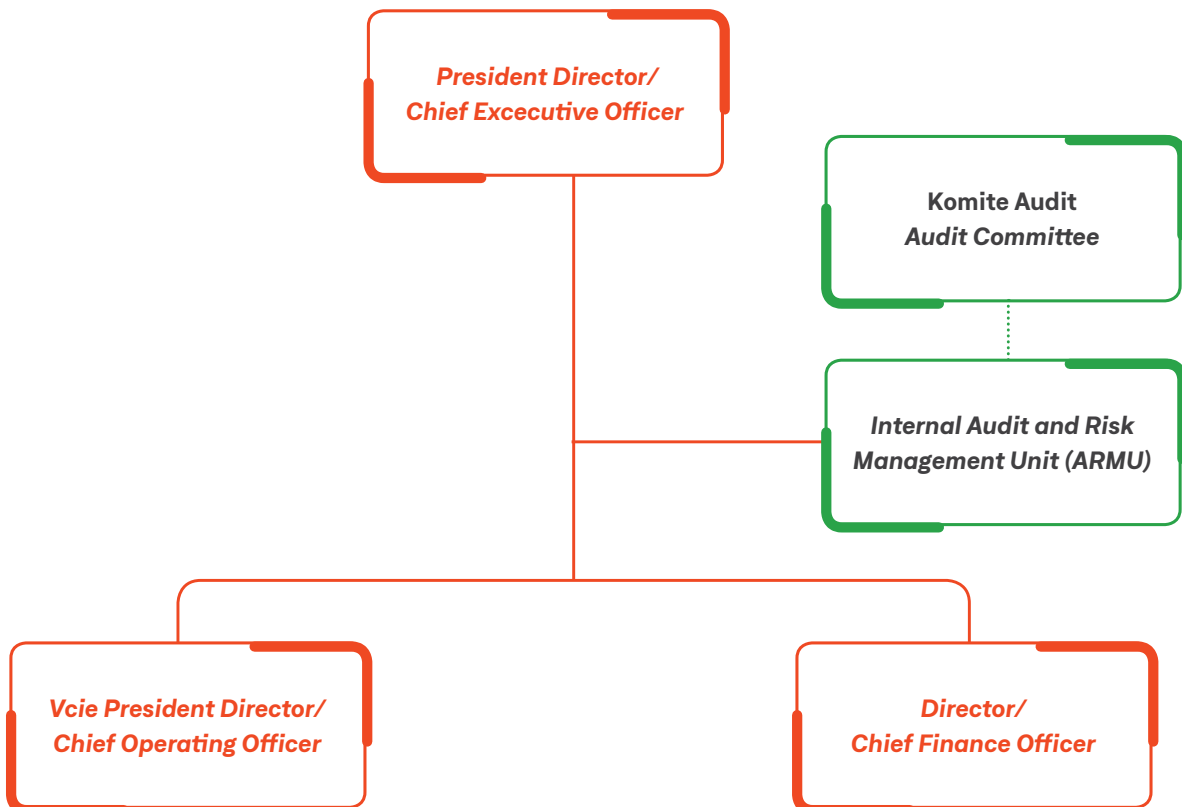 President Director/
Chief Excecutive Officer
Komite Audit
Audit Committee
Internal Audit and Risk
Management Unit (ARMU)
Vcie President Director/
Chief Operating Officer
Director/
Chief Finance Officer